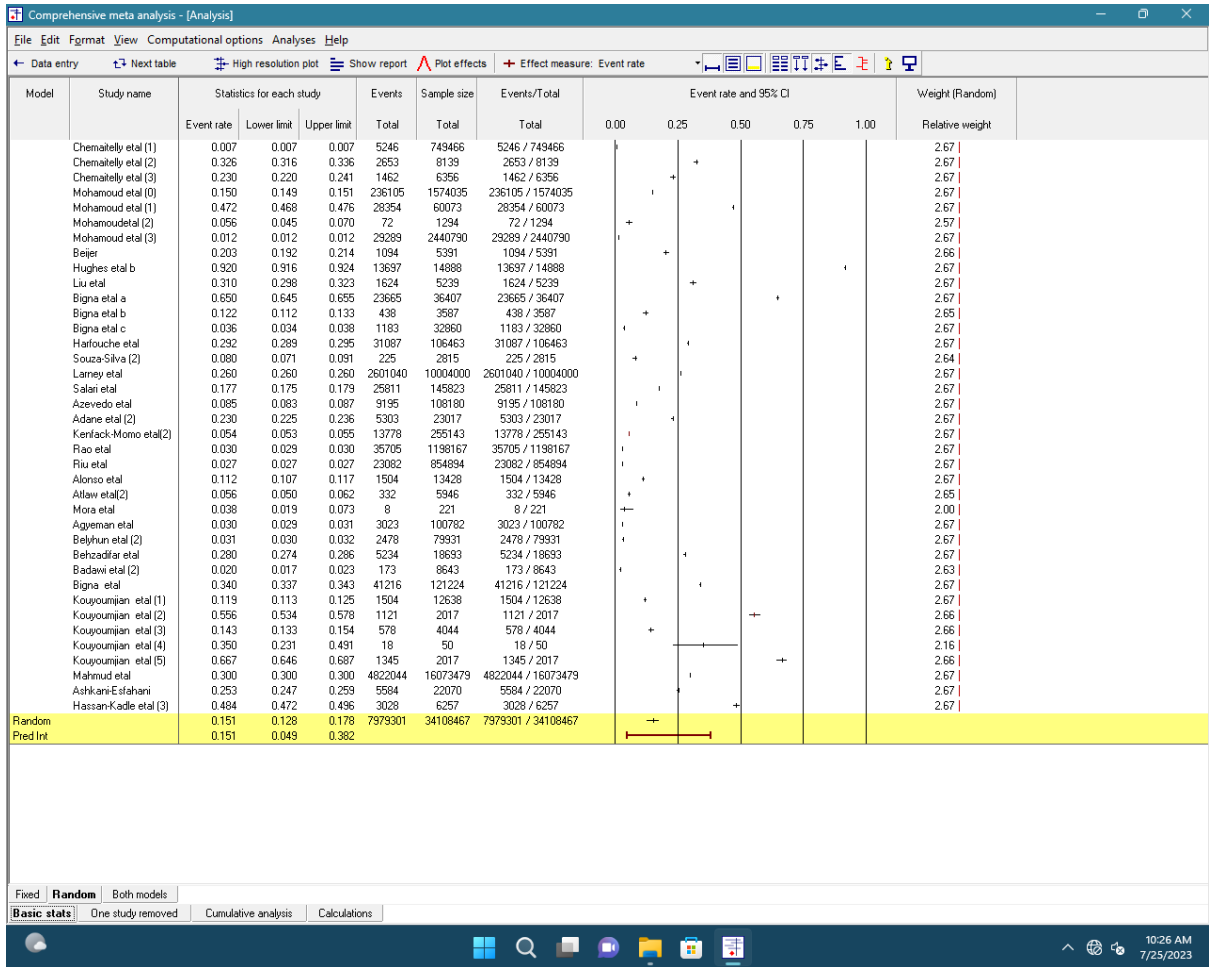 Comprehensive meta analysis - [Analysis]
File Edit Format View Computational options Analyses Help
Data entry Next table High resolution plot Show report Plot effects Effect measure: Event rate
Model Study name Statistics for each study Events Sample size Events/Total Event rate and 95% CI Weight (Random)
Event rate Lower limit Upper limit Total Total Total 0.00 0.25 0.50 0.75 1.00 Relative weight
Chemaitelly etal (1) 0.007 0.007 0.007 5246 749466 5246 / 749466 2.67
Chemaitelly etal (2) 0.326 0.316 0.336 2653 8139 2653 / 8139 2.67
Chemaitelly etal (3) 0.230 0.220 0.241 1462 6356 1462 / 6356 2.67
Mohamoud etal (0) 0.150 0.149 0.151 236105 1574035 236105 / 1574035 2.67
Mohamoud etal (1) 0.472 0.468 0.476 28354 60073 28354 / 60073 2.67
Mohamoudetal (2) 0.056 0.045 0.070 72 1294 72 / 1294 2.57
Mohamoud etal (3) 0.012 0.012 0.012 29289 2440790 29289 / 2440790 2.67
Beijer 0.203 0.192 0.214 1094 5391 1094 / 5391 2.66
Hughes etal b 0.920 0.916 0.924 13697 14888 13697 / 14888 2.67
Liu etal 0.310 0.298 0.323 1624 5239 1624 / 5239 2.67
Bigna etal a 0.650 0.645 0.655 23665 36407 23665 / 36407 2.67
Bigna etal b 0.122 0.112 0.133 438 3587 438 / 3587 2.65
Bigna etal c 0.036 0.034 0.038 1183 32860 1183 / 32860 2.67
Harfouche etal 0.292 0.289 0.295 31087 106463 31087 / 106463 2.67
Souza-Silva (2) 0.080 0.071 0.091 225 2815 225 / 2815 2.64
Larney etal 0.260 0.260 0.260 2601040 10004000 2601040 / 10004000 2.67
Salari etal 0.177 0.175 0.179 25811 145823 25811 / 145823 2.67
Azevedo etal 0.085 0.083 0.087 9195 108180 9195 / 108180 2.67
Adane etal (2) 0.230 0.225 0.236 5303 23017 5303 / 23017 2.67
Kenfack-Momo etal(2) 0.054 0.053 0.055 13778 255143 13778 / 255143 2.67
Rao etal 0.030 0.029 0.030 35705 1198167 35705 / 1198167 2.67
Riu etal 0.027 0.027 0.027 23082 854894 23082 / 854894 2.67
Alonso etal 0.112 0.107 0.117 1504 13428 1504 / 13428 2.67
Atlaw etal(2) 0.056 0.050 0.062 332 5946 332 / 5946 2.65
Mora etal 0.038 0.019 0.073 8 221 8 / 221 2.00
Agyeman etal 0.030 0.029 0.031 3023 100782 3023 / 100782 2.67
Belyhun etal (2) 0.031 0.030 0.032 2478 79931 2478 / 79931 2.67
Behzadifar etal 0.280 0.274 0.286 5234 18693 5234 / 18693 2.67
Badawi etal (2) 0.020 0.017 0.023 173 8643 173 / 8643 2.63
Bigna etal 0.340 0.337 0.343 41216 121224 41216 / 121224 2.67
Kouyoumjian etal (1) 0.119 0.113 0.125 1504 12638 1504 / 12638 2.67
Kouyoumjian etal (2) 0.556 0.534 0.578 1121 2017 1121 / 2017 2.66
Kouyoumjian etal (3) 0.143 0.133 0.154 578 4044 578 / 4044 2.66
Kouyoumjian etal (4) 0.350 0.231 0.491 18 50 18 / 50 2.16
Kouyoumjian etal (5) 0.667 0.646 0.687 1345 2017 1345 / 2017 2.66
Mahmud etal 0.300 0.300 0.300 4822044 16073479 4822044 / 16073479 2.67
Ashkani-Esfahani 0.253 0.247 0.259 5584 22070 5584 / 22070 2.67
Hassan-Kadle etal (3) 0.484 0.472 0.496 3028 6257 3028 / 6257 2.67
Random 0.151 0.128 0.178 7979301 34108467 7979301 / 34108467
Pred Int 0.151 0.049 0.382
Fixed Random Both models
Basic stats One study removed Cumulative analysis Calculations
10:26 AM
7/25/2023